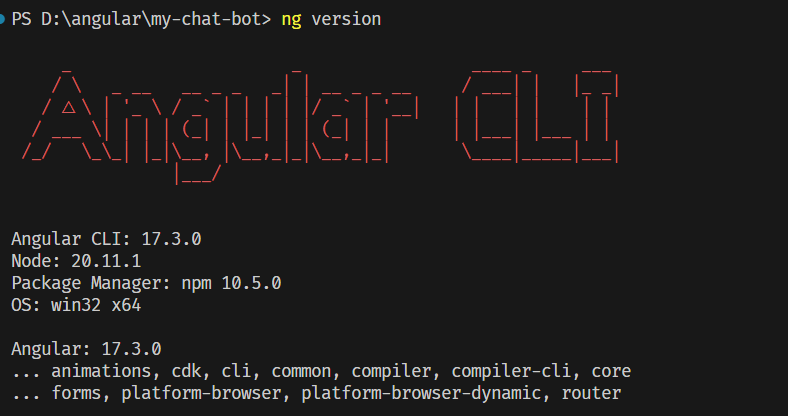 PS D:\angular\my-chat-bot> ng version
Angular CLI
Angular CLI: 17.3.0
Node: 20.11.1
Package Manager: npm 10.5.0
OS: win32 x64
Angular: 17.3.0
... animations, cdk, cli, common, compiler, compiler-cli, core
... forms, platform-browser, platform-browser-dynamic, router